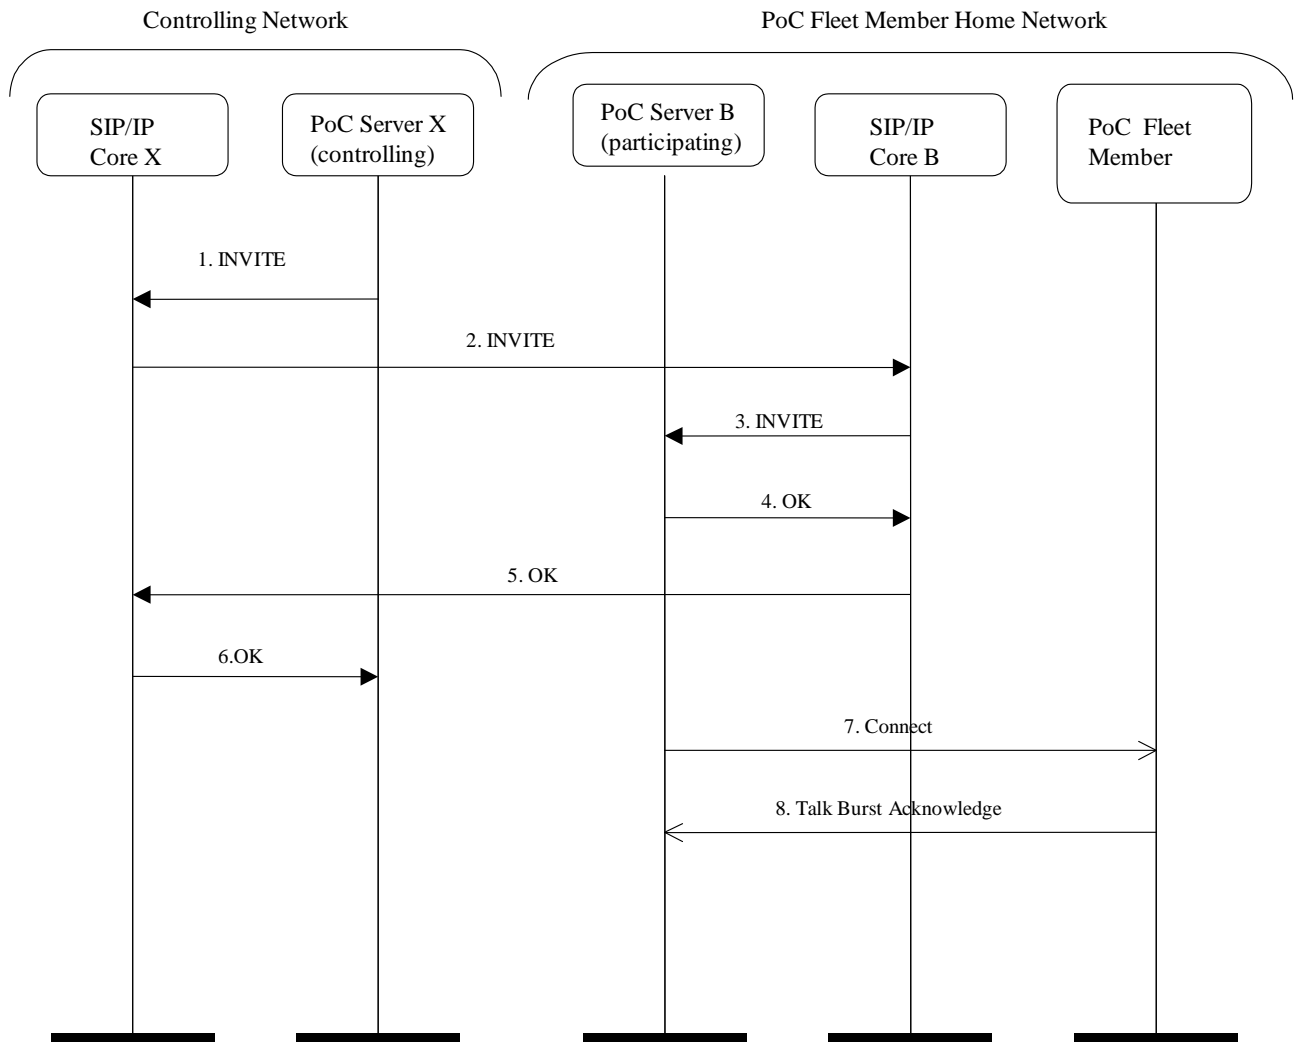 Controlling Network
PoC Fleet Member Home Network
SIP/IP
Core X
PoC Server X
(controlling)
PoC Server B
(participating)
SIP/IP
Core B
PoC Fleet
Member
1. INVITE
2. INVITE
3. INVITE
4. OK
5. OK
6.OK
7. Connect
8. Talk Burst Acknowledge